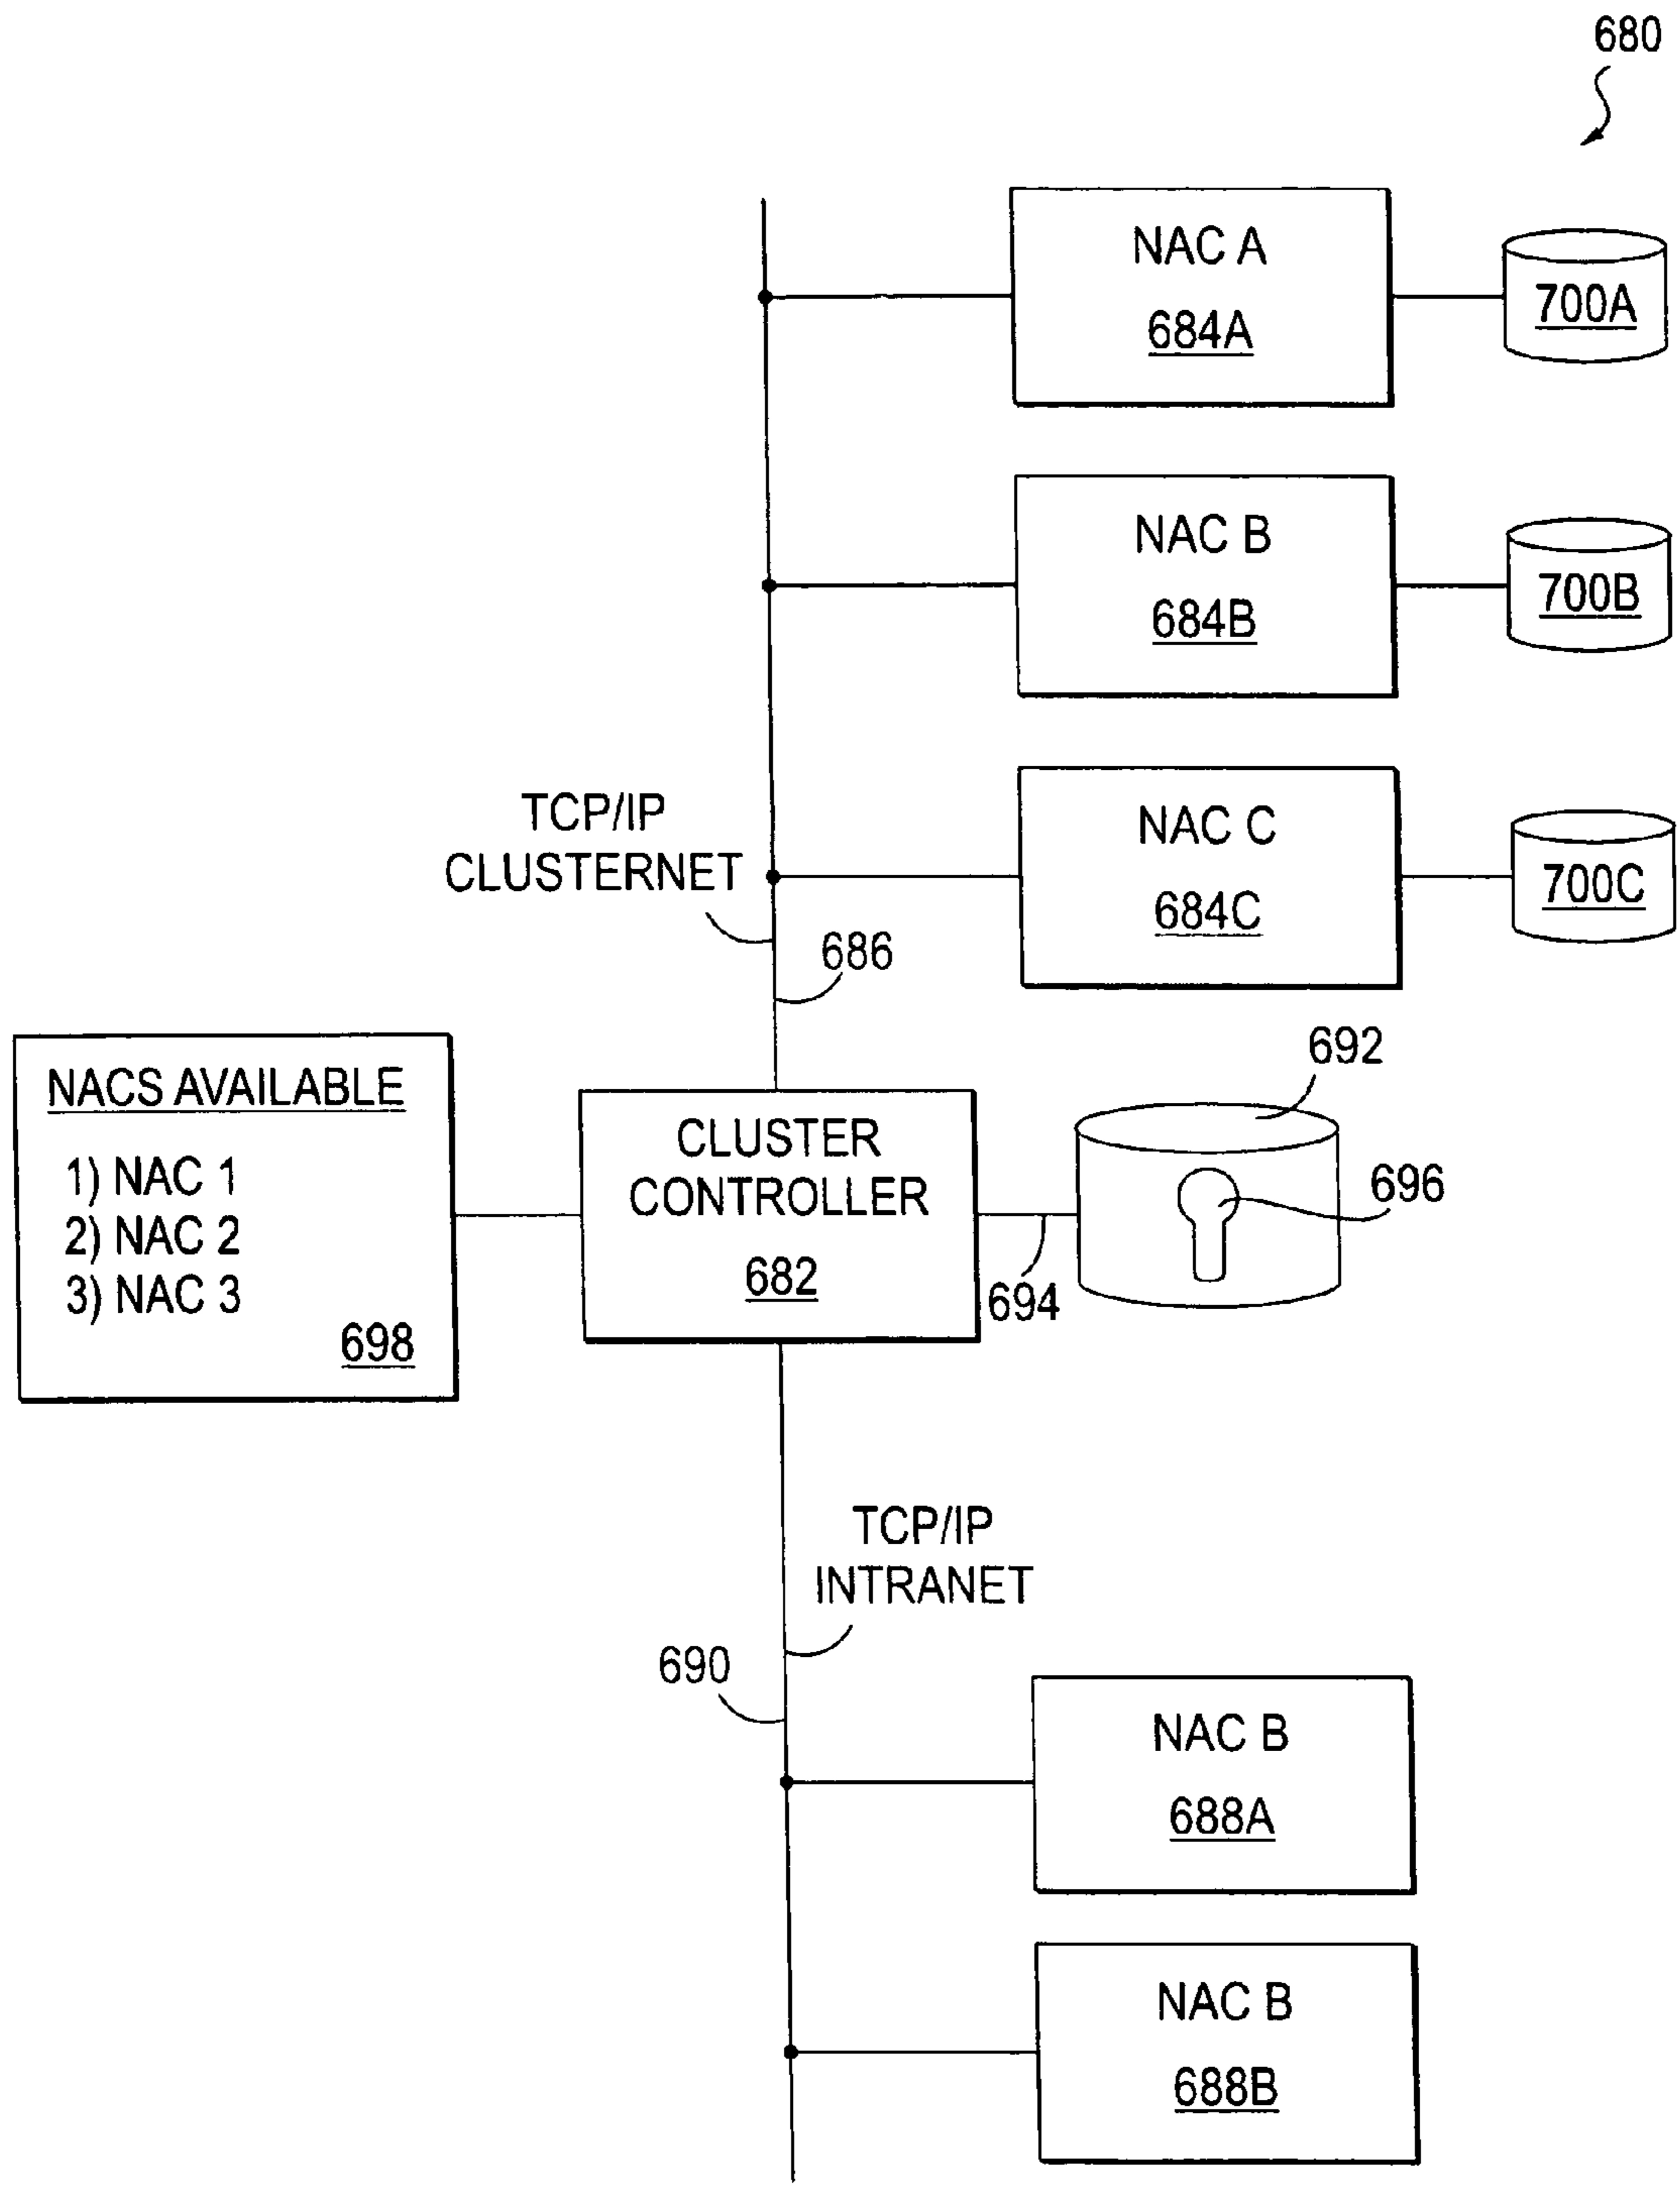 680
NAC A
684A
700A
NAC B
684B
700B
TCP/IP
CLUSTERNET
NAC C
684C
700C
686
NACS AVAILABLE
1) NAC 1
2) NAC 2
3) NAC 3
698
CLUSTER
CONTROLLER
682
692
696
694
TCP/IP
INTRANET
690
NAC B
688A
NAC B
688B